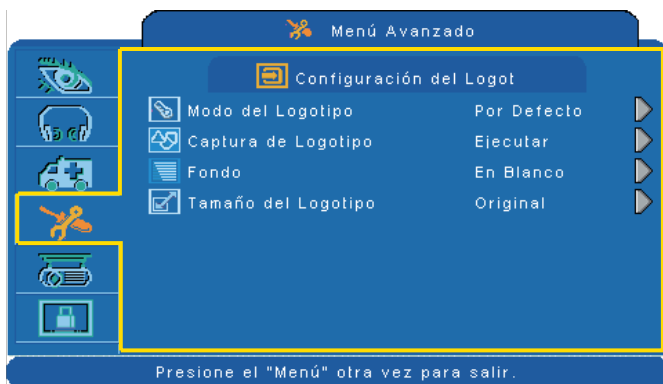 Menú Avanzado
Configuración del Logot
Modo del Logotipo Por Defecto
Captura de Logotipo Ejecutar
Fondo En Blanco
Tamaño del Logotipo Original
Presione el "Menú" otra vez para salir.